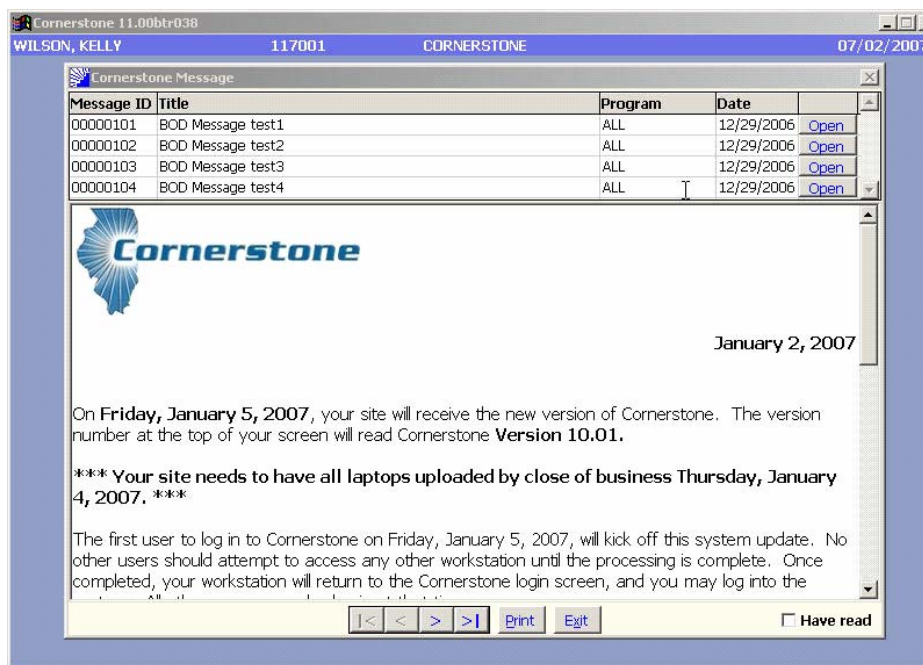 Cornerstone 11.00btr038
WILSON, KELLY 117001 CORNERSTONE 07/02/2007
Cornerstone Message
Message ID Title Program Date
00000101 BOD Message test1 ALL 12/29/2006 Open
00000102 BOD Message test2 ALL 12/29/2006 Open
00000103 BOD Message test3 ALL 12/29/2006 Open
00000104 BOD Message test4 ALL 12/29/2006 Open
Cornerstone
January 2, 2007
On Friday, January 5, 2007, your site will receive the new version of Cornerstone. The version
number at the top of your screen will read Cornerstone Version 10.01.
*** Your site needs to have all laptops uploaded by close of business Thursday, January
4, 2007. ***
The first user to log in to Cornerstone on Friday, January 5, 2007, will kick off this system update. No
other users should attempt to access any other workstation until the processing is complete. Once
completed, your workstation will return to the Cornerstone login screen, and you may log into the
|< < > >| Print Exit Have read